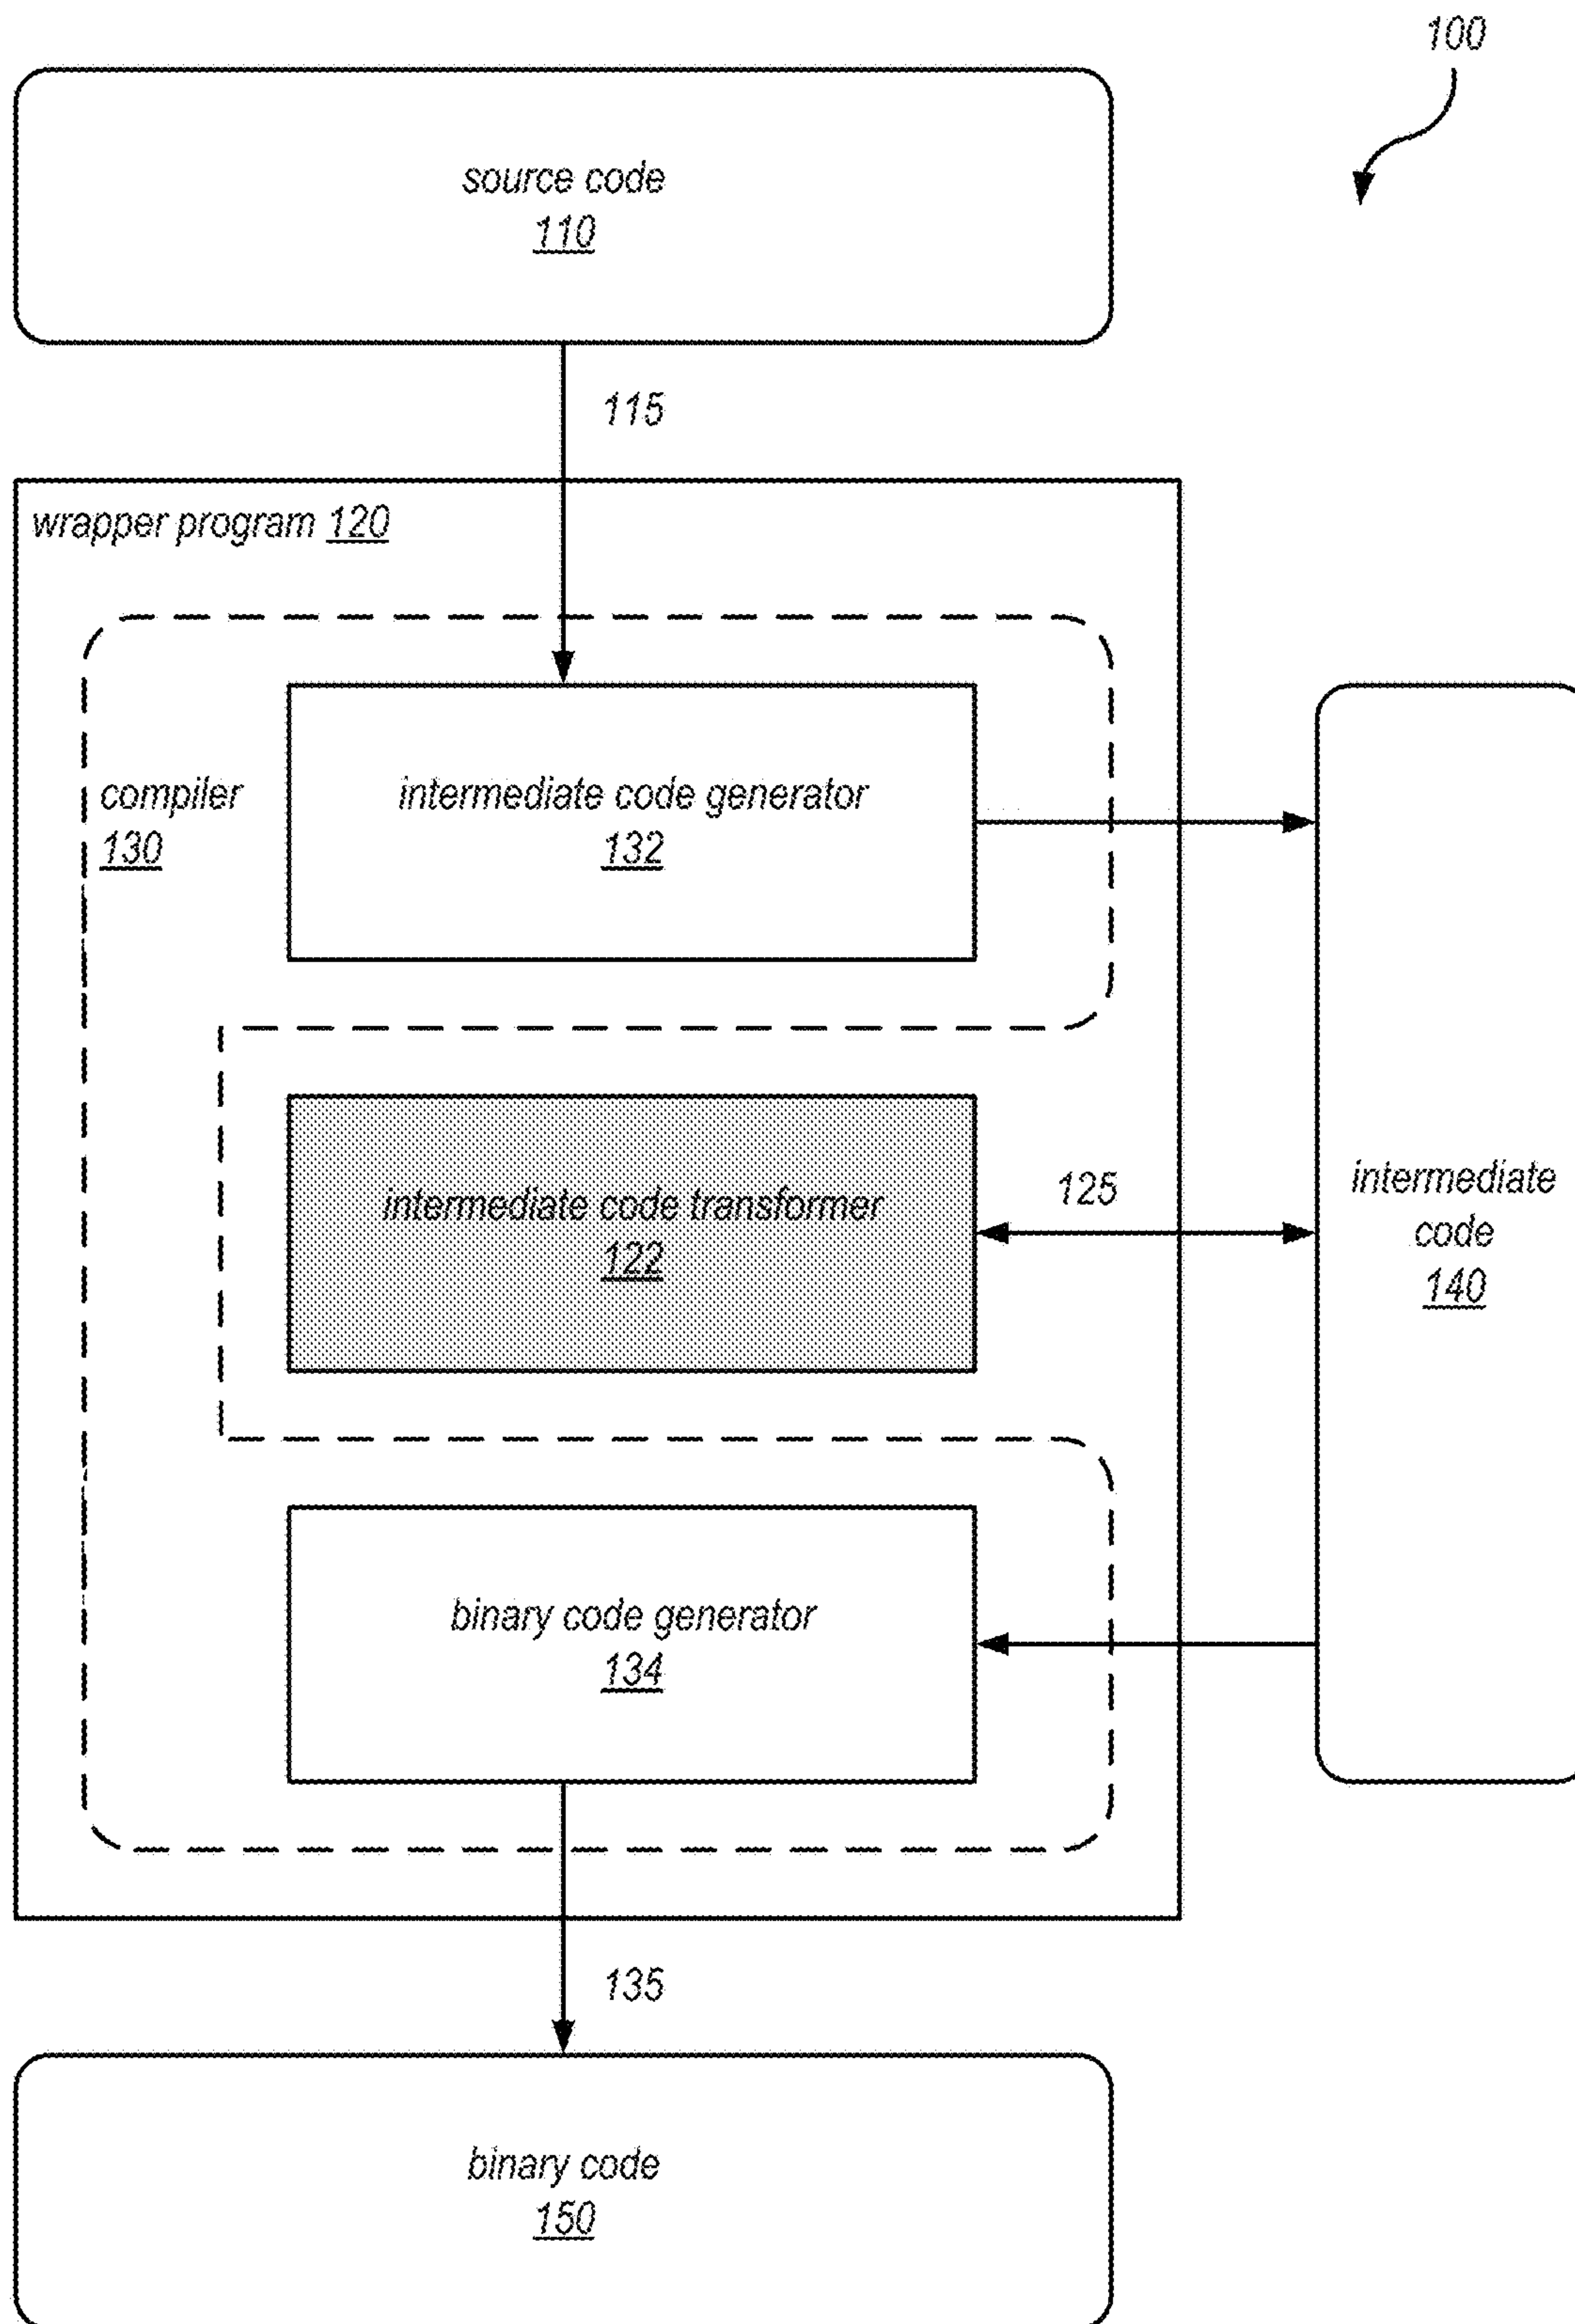 100
source code
110
115
wrapper program 120
compiler
130
intermediate code generator
132
intermediate code transformer
122
125
intermediate
code
140
binary code generator
134
135
binary code
150